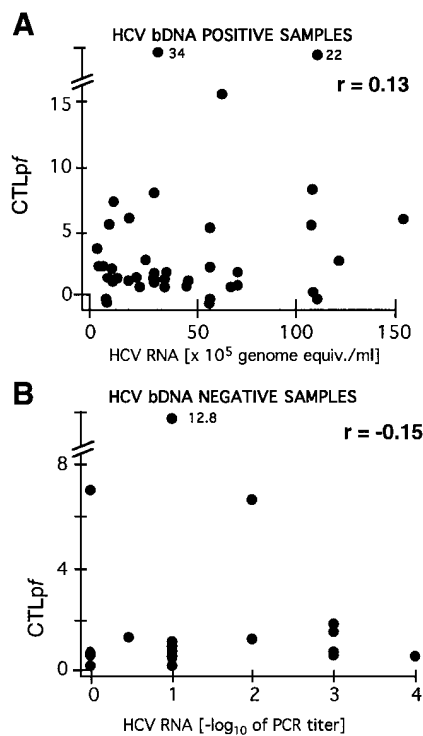 A
HCV bDNA POSITIVE SAMPLES
34
22
r = 0.13
15
10
5
0
CTLpf
0 50 100 150
HCV RNA [x 10⁵ genome equiv./ml]
B
HCV bDNA NEGATIVE SAMPLES
12.8
r = -0.15
8
4
0
CTLpf
0 1 2 3 4
HCV RNA [-log₁₀ of PCR titer]